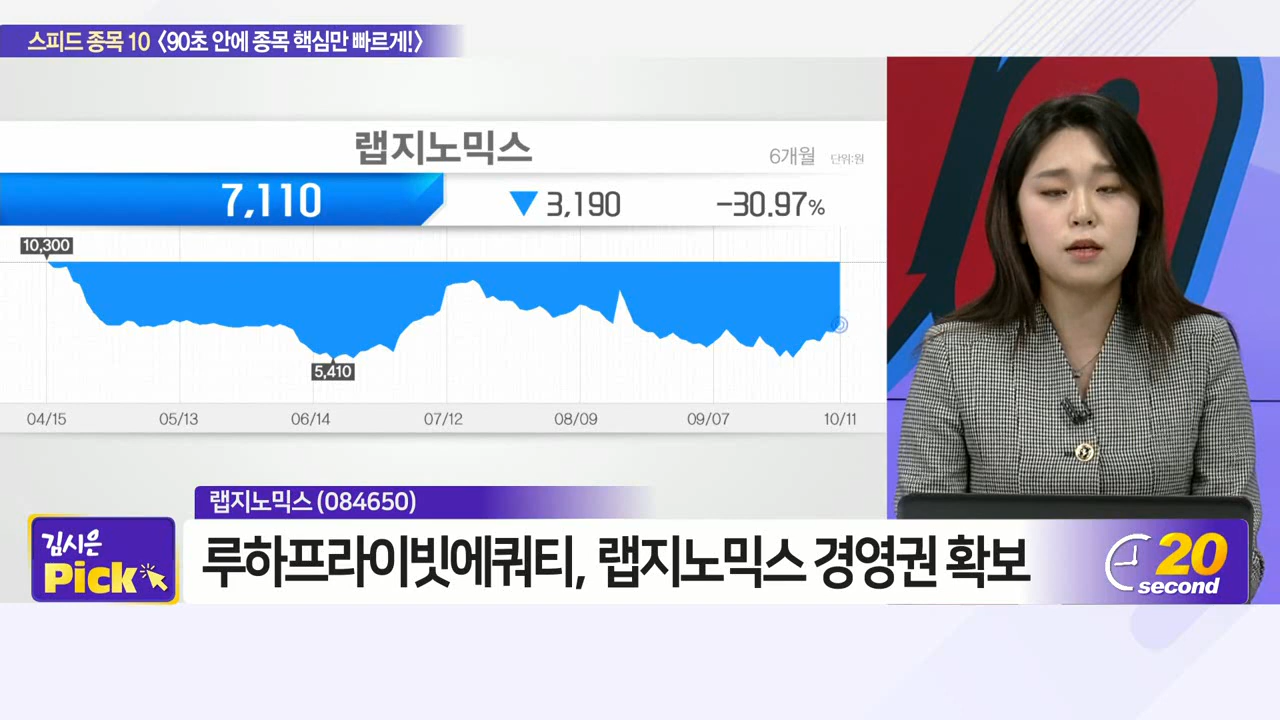 스피드 종목 10 〈90초 안에 종목 핵심만 빠르게!〉
랩지노믹스
6개월 단위:원
7,110 ▼ 3,190 -30.97%
10,300
5,410
04/15 05/13 06/14 07/12 08/09 09/07 10/11
랩지노믹스 (084650)
김시은
Pick
루하프라이빗에쿼티, 랩지노믹스 경영권 확보
20
second